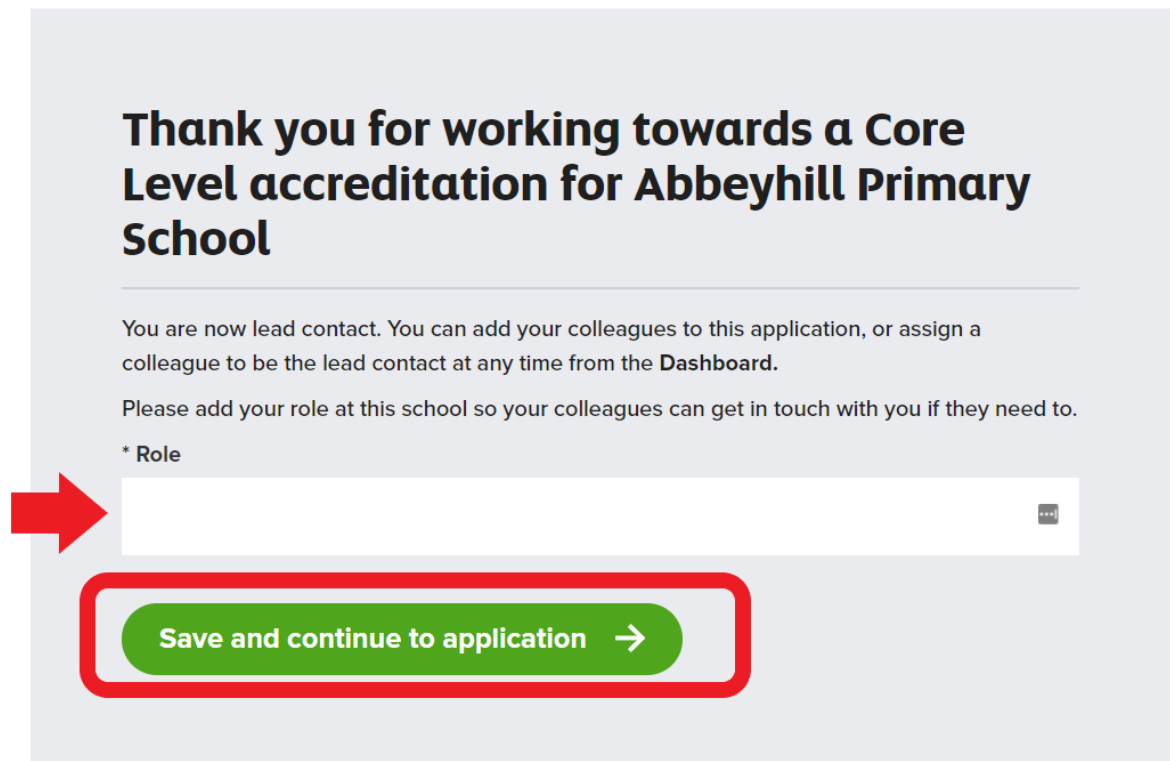 Thank you for working towards a Core
Level accreditation for Abbeyhill Primary
School
You are now lead contact. You can add your colleagues to this application, or assign a
colleague to be the lead contact at any time from the Dashboard.
Please add your role at this school so your colleagues can get in touch with you if they need to.
* Role
Save and continue to application →